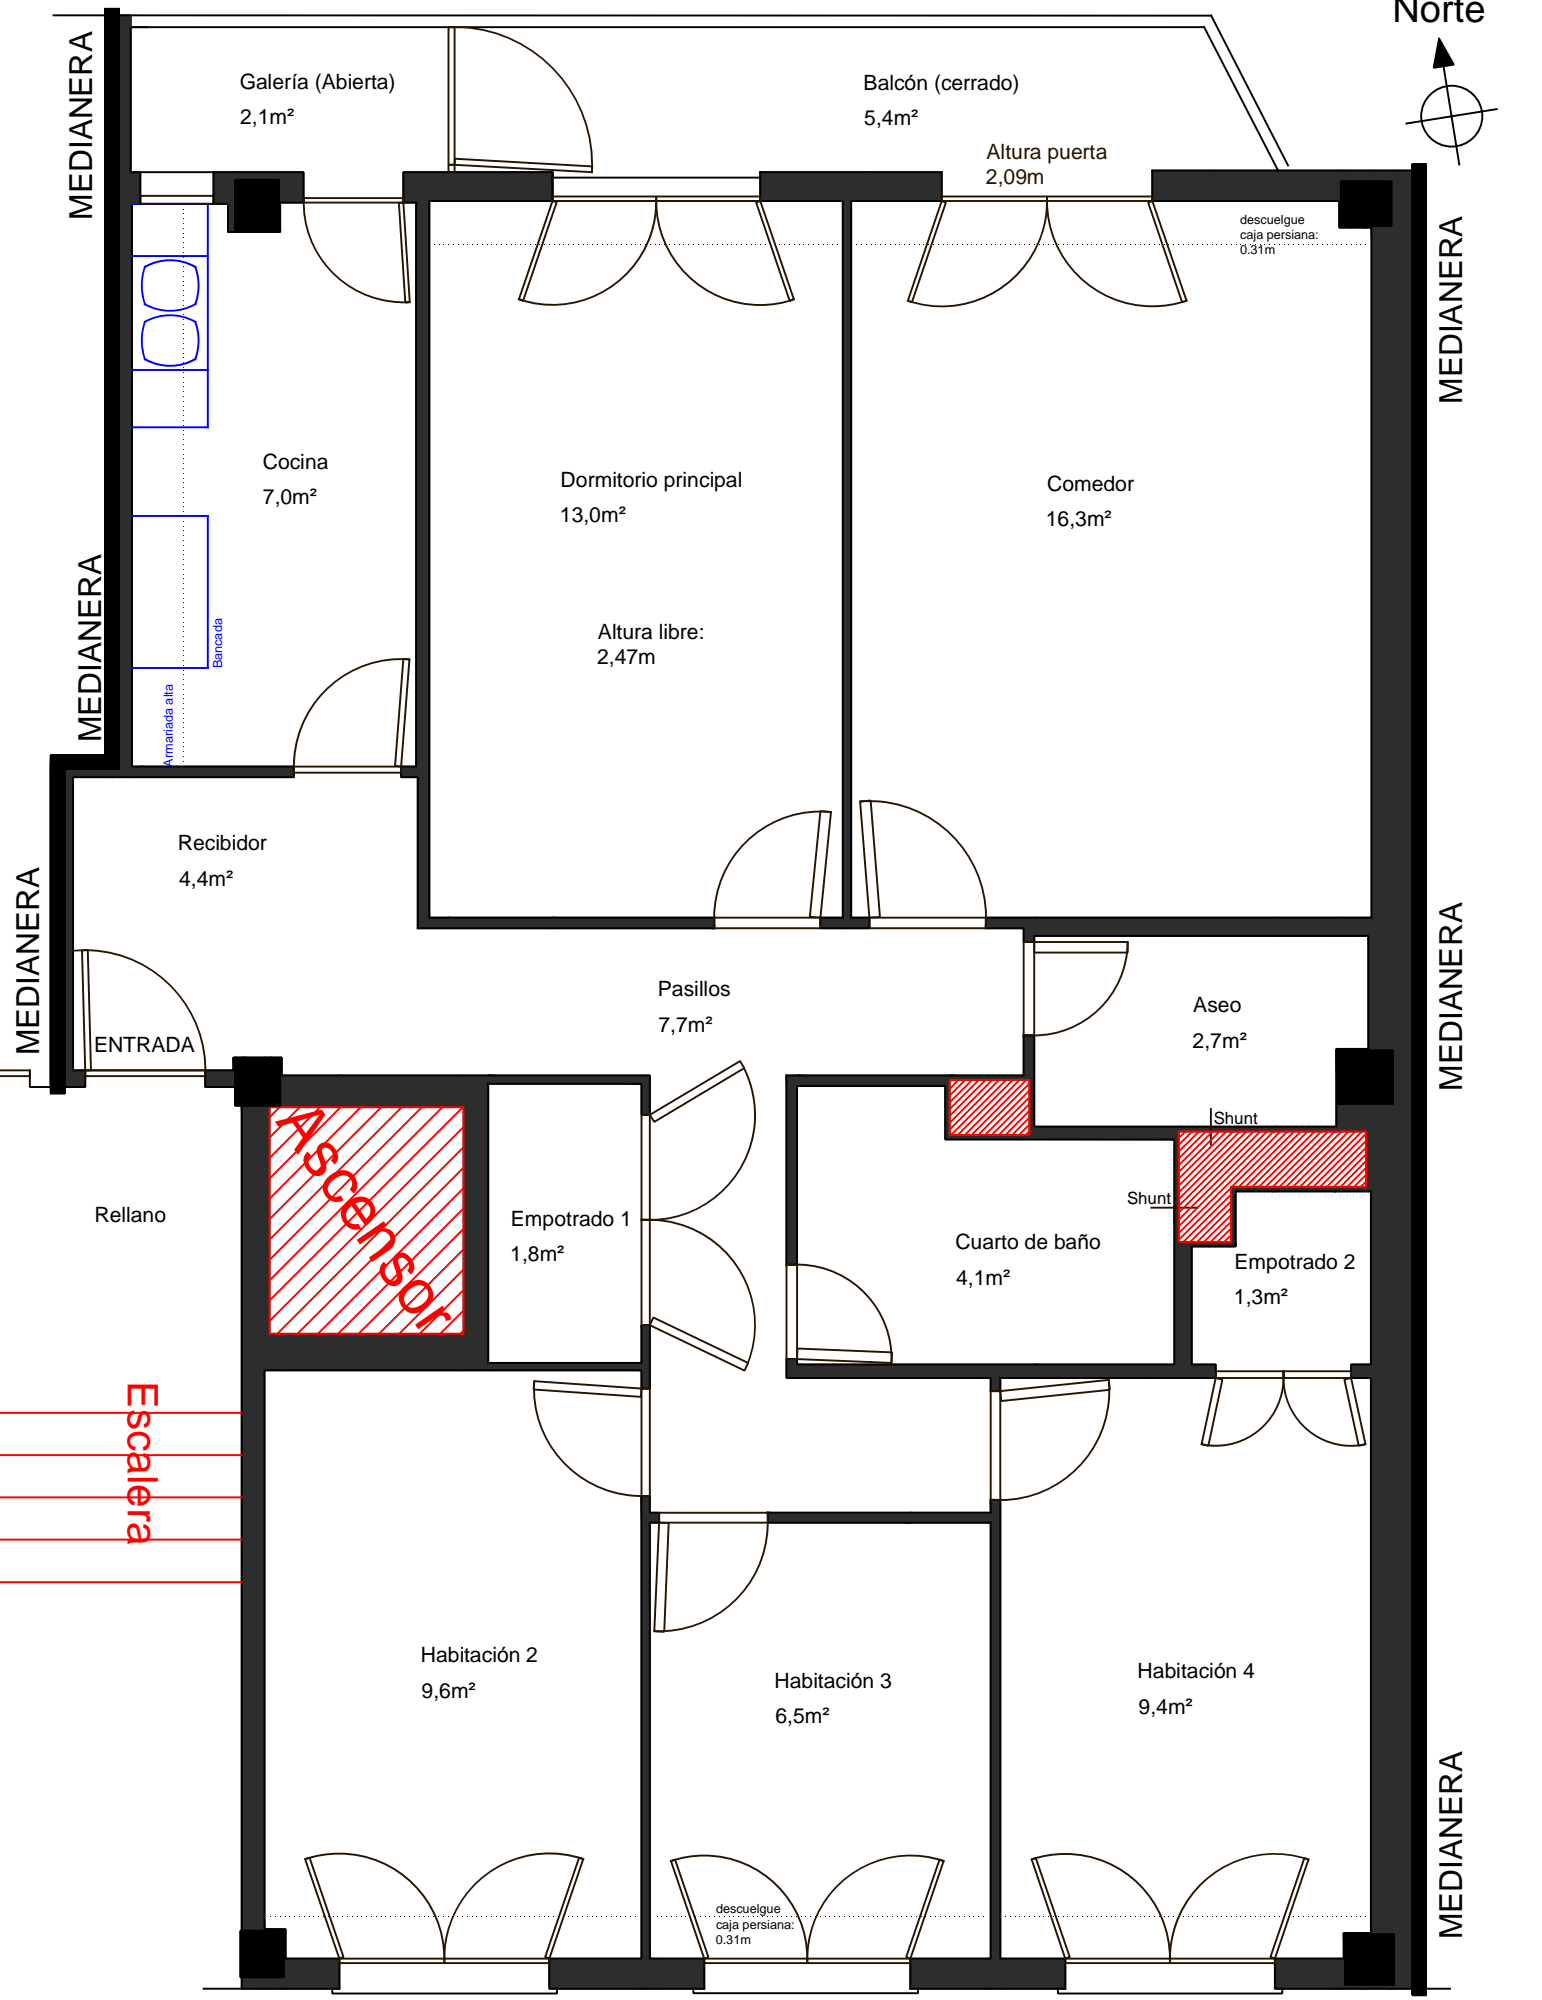 Norte
MEDIANERA
Galería (Abierta)
2,1m²
Balcón (cerrado)
5,4m²
Altura puerta
2,09m
descuelgue
caja persiana:
0.31m
MEDIANERA
Cocina
7,0m²
Dormitorio principal
13,0m²
Comedor
16,3m²
MEDIANERA
Altura libre:
2,47m
Bancada
Armariada alta
Recibidor
4,4m²
MEDIANERA
MEDIANERA
Pasillos
7,7m²
Aseo
2,7m²
ENTRADA
Ascensor
Shunt
Shunt
Rellano
Empotrado 1
1,8m²
Cuarto de baño
4,1m²
Empotrado 2
1,3m²
Escalera
Habitación 2
9,6m²
Habitación 3
6,5m²
Habitación 4
9,4m²
MEDIANERA
descuelgue
caja persiana:
0.31m